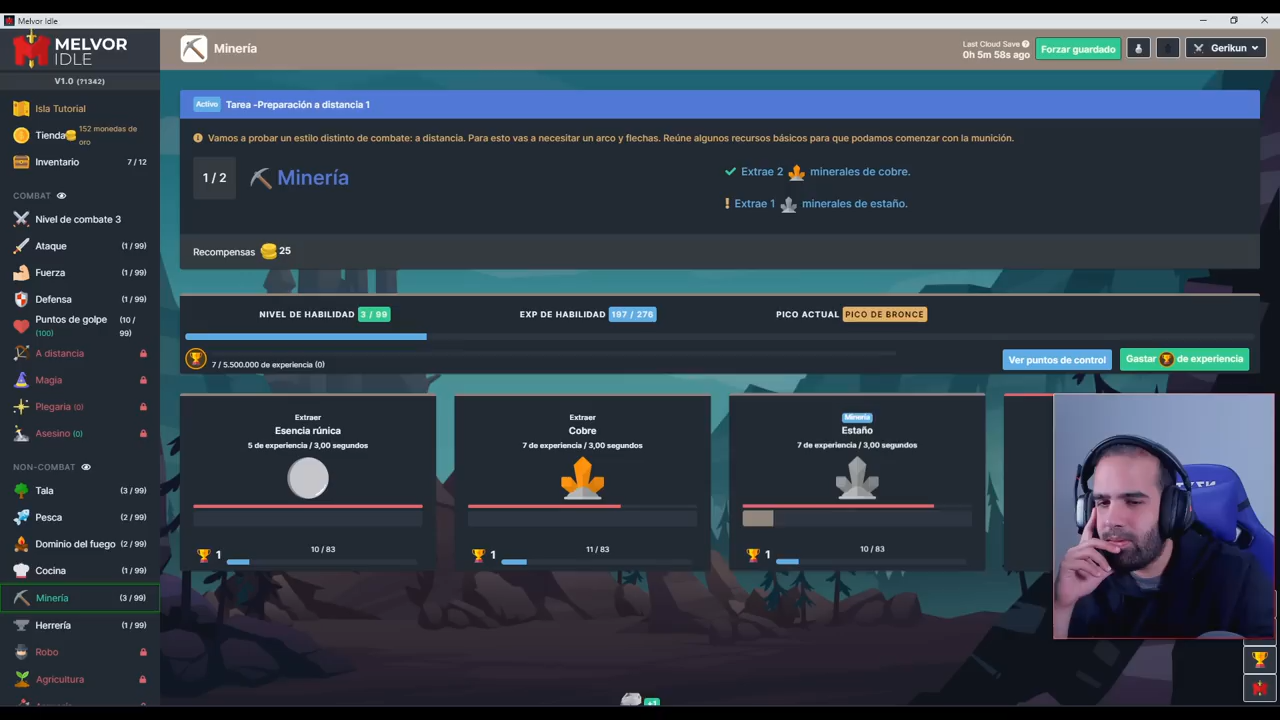 Melvor Idle
MELVOR
IDLE
V1.0 (?1342)
Isla Tutorial
Tienda 152 monedas de oro
Inventario 7 / 12
COMBAT
Nivel de combate 3
Ataque (1 / 99)
Fuerza (1 / 99)
Defensa (1 / 99)
Puntos de golpe (10 / 99)
(100)
A distancia
Magia
Plegaria (0)
Asesino (0)
NON-COMBAT
Tala (3 / 99)
Pesca (2 / 99)
Dominio del fuego (2 / 99)
Cocina (1 / 99)
Minería (3 / 99)
Herrería (1 / 99)
Robo
Agricultura
Minería
Last Cloud Save
0h 5m 58s ago
Forzar guardado
Gerikun
Activo Tarea -Preparación a distancia 1
Vamos a probar un estilo distinto de combate: a distancia. Para esto vas a necesitar un arco y flechas. Reúne algunos recursos básicos para que podamos comenzar con la munición.
1 / 2 Minería
Extrae 2 minerales de cobre.
Extrae 1 minerales de estaño.
Recompensas 25
NIVEL DE HABILIDAD 3 / 99
EXP DE HABILIDAD 197 / 276
PICO ACTUAL PICO DE BRONCE
7 / 5.500.000 de experiencia (0)
Ver puntos de control
Gastar de experiencia
Extraer
Esencia rúnica
5 de experiencia / 3,00 segundos
1 10 / 83
Extraer
Cobre
7 de experiencia / 3,00 segundos
1 11 / 83
Minería
Estaño
7 de experiencia / 3,00 segundos
1 10 / 83
+1